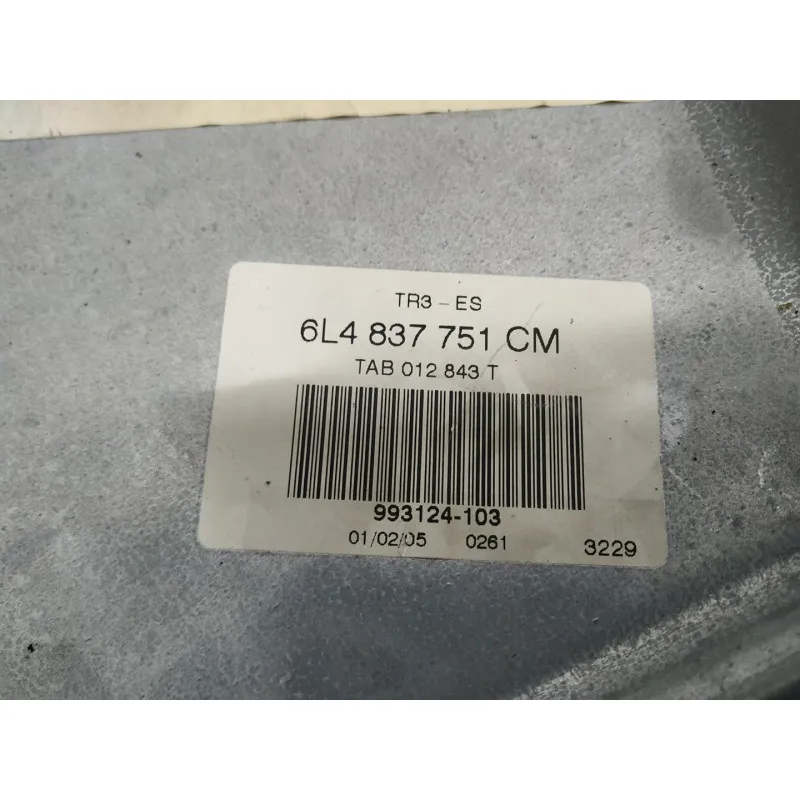 TR3 - ES
6L4 837 751 CM
TAB 012 843 T
993124-103
01/02/05 0261 3229